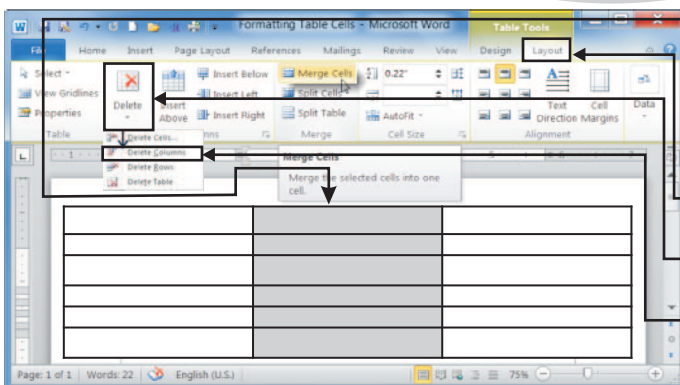 Formatting Table Cells - Microsoft Word
Table Tools
File Home Insert Page Layout References Mailings Review View Design Layout
Select
View Gridlines
Properties
Table
Delete
Insert Above
Insert Below
Insert Left
Insert Right
Merge Cells
Split Cells
Split Table
Merge
0.22"
AutoFit
Cell Size
Text Direction
Cell Margins
Alignment
Data
Delete Cells...
Delete Columns
Delete Rows
Delete Table
Merge Cells
Merge the selected cells into one
cell.
Page: 1 of 1 Words: 22 English (U.S.) 75%